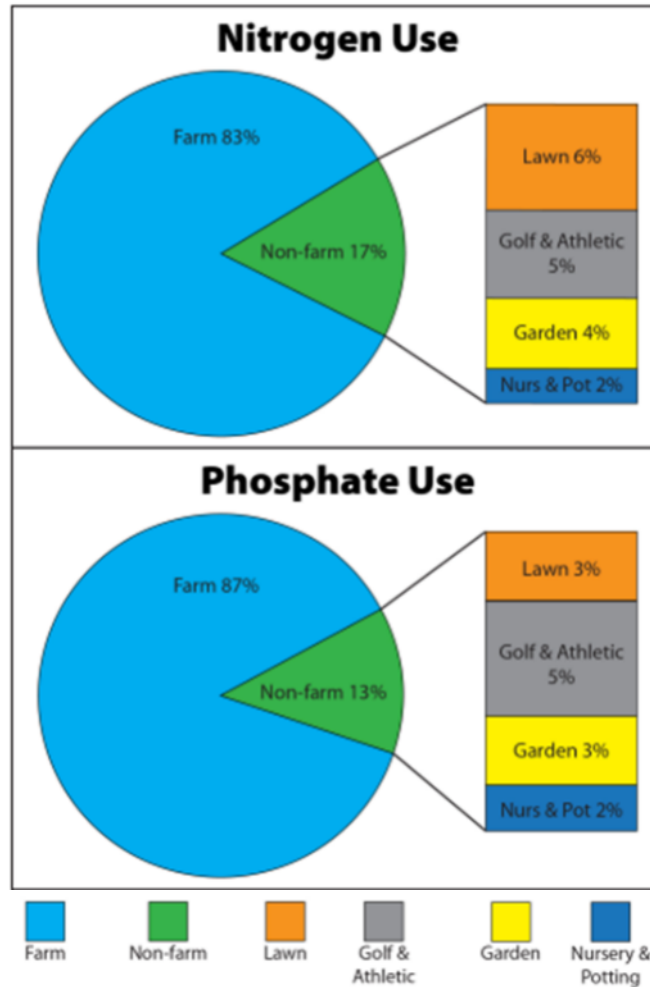 Nitrogen Use
Farm 83%
Non-farm 17%
Lawn 6%
Golf & Athletic
5%
Garden 4%
Nurs & Pot 2%
Phosphate Use
Farm 87%
Non-farm 13%
Lawn 3%
Golf & Athletic
5%
Garden 3%
Nurs & Pot 2%
Farm
Non-farm
Lawn
Golf &
Athletic
Garden
Nursery &
Potting